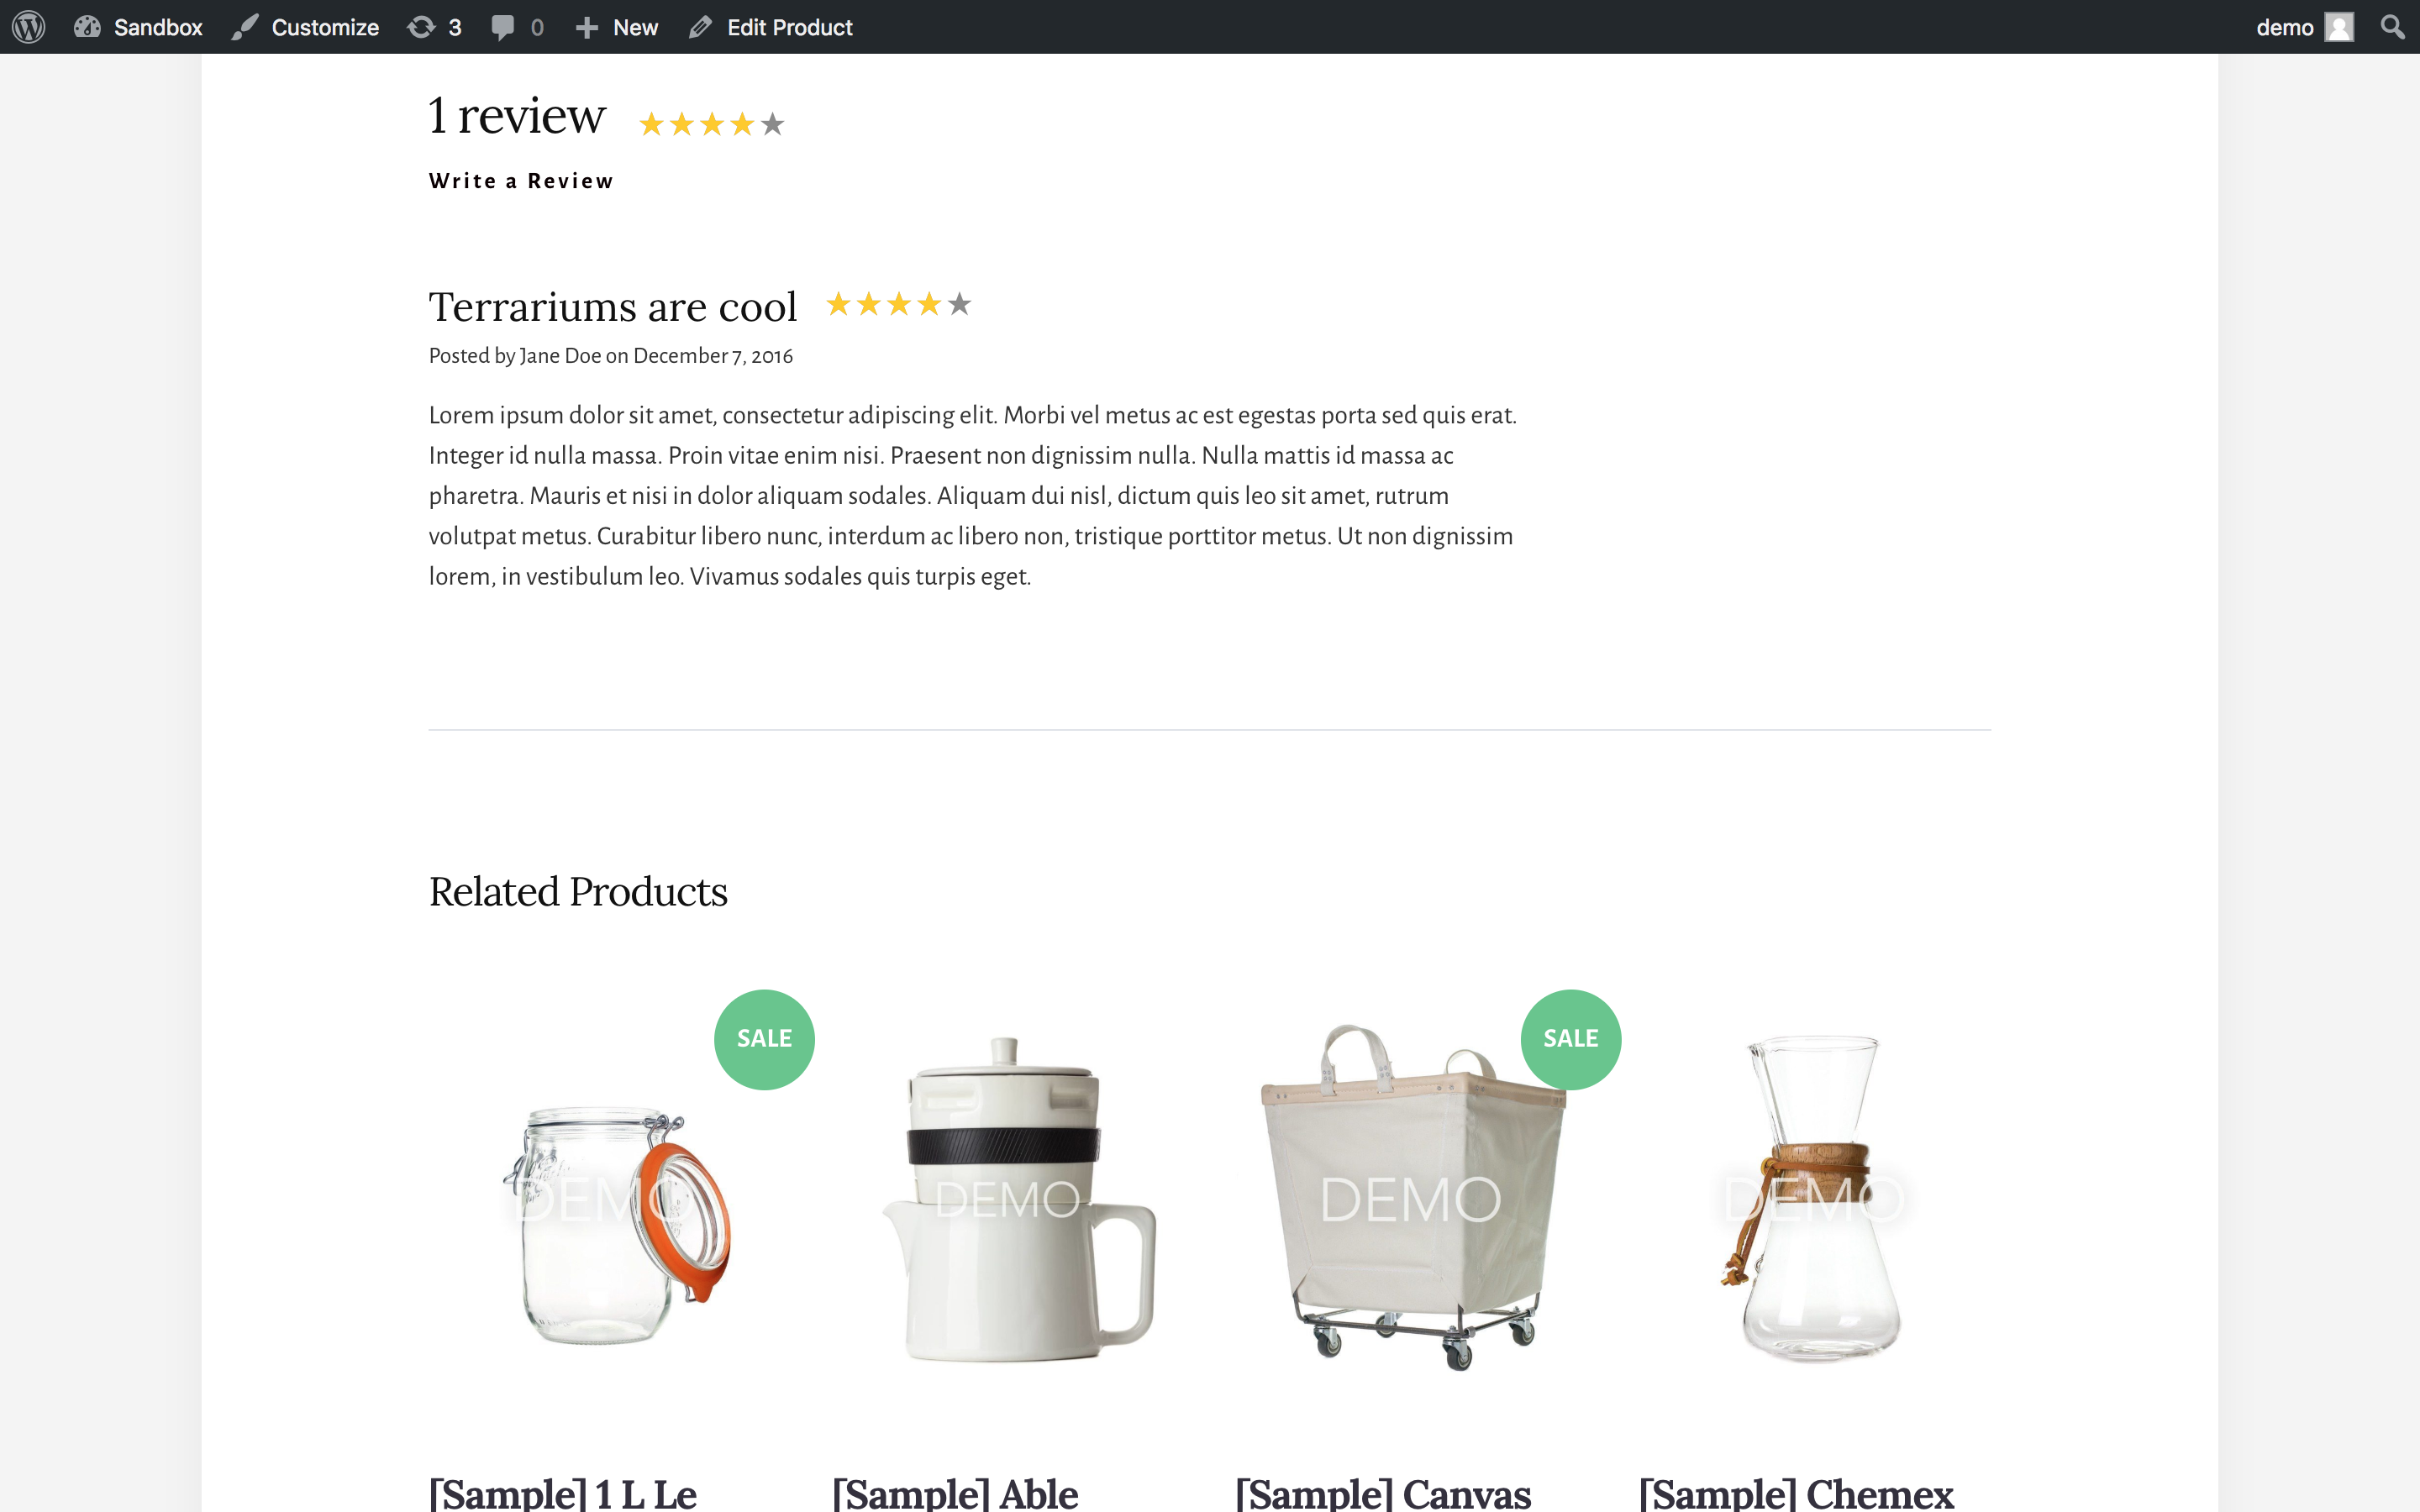 Sandbox Customize 3 0 New Edit Product demo
1 review
Write a Review
Terrariums are cool
Posted by Jane Doe on December 7, 2016
Lorem ipsum dolor sit amet, consectetur adipiscing elit. Morbi vel metus ac est egestas porta sed quis erat.
Integer id nulla massa. Proin vitae enim nisi. Praesent non dignissim nulla. Nulla mattis id massa ac
pharetra. Mauris et nisi in dolor aliquam sodales. Aliquam dui nisl, dictum quis leo sit amet, rutrum
volutpat metus. Curabitur libero nunc, interdum ac libero non, tristique porttitor metus. Ut non dignissim
lorem, in vestibulum leo. Vivamus sodales quis turpis eget.
Related Products
SALE SALE
DEMO DEMO DEMO DEMO
[Sample] 1 L Le [Sample] Able [Sample] Canvas [Sample] Chemex